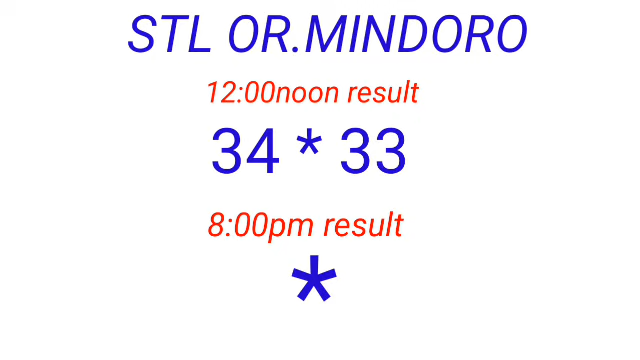 STL OR.MINDORO
12:00noon result
34 * 33
8:00pm result
*